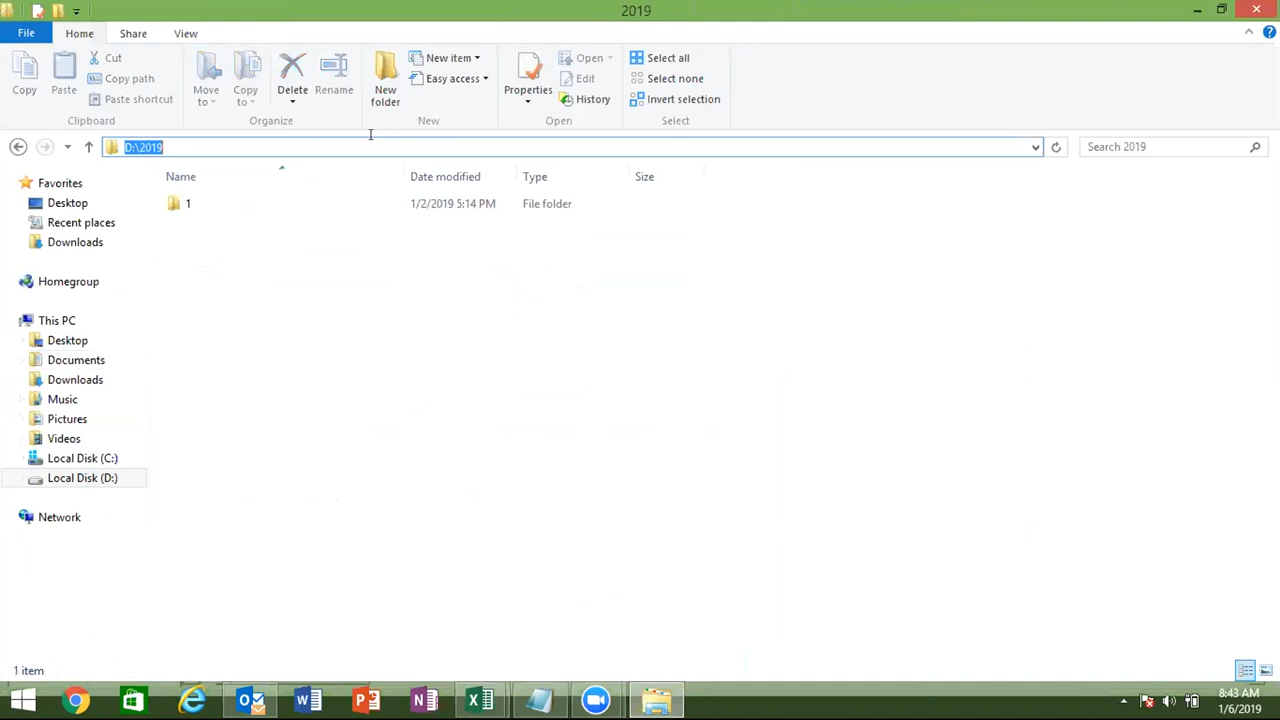 2019
File Home Share View
Copy
Paste
Cut
Copy path
Paste shortcut
Clipboard
Move to
Copy to
Delete
Rename
Organize
New folder
New item
Easy access
New
Properties
Open
Edit
History
Open
Select all
Select none
Invert selection
Select
D:\2019
Search 2019
Name Date modified Type Size
1 1/2/2019 5:14 PM File folder
Favorites
Desktop
Recent places
Downloads
Homegroup
This PC
Desktop
Documents
Downloads
Music
Pictures
Videos
Local Disk (C:)
Local Disk (D:)
Network
1 item
8:43 AM
1/6/2019